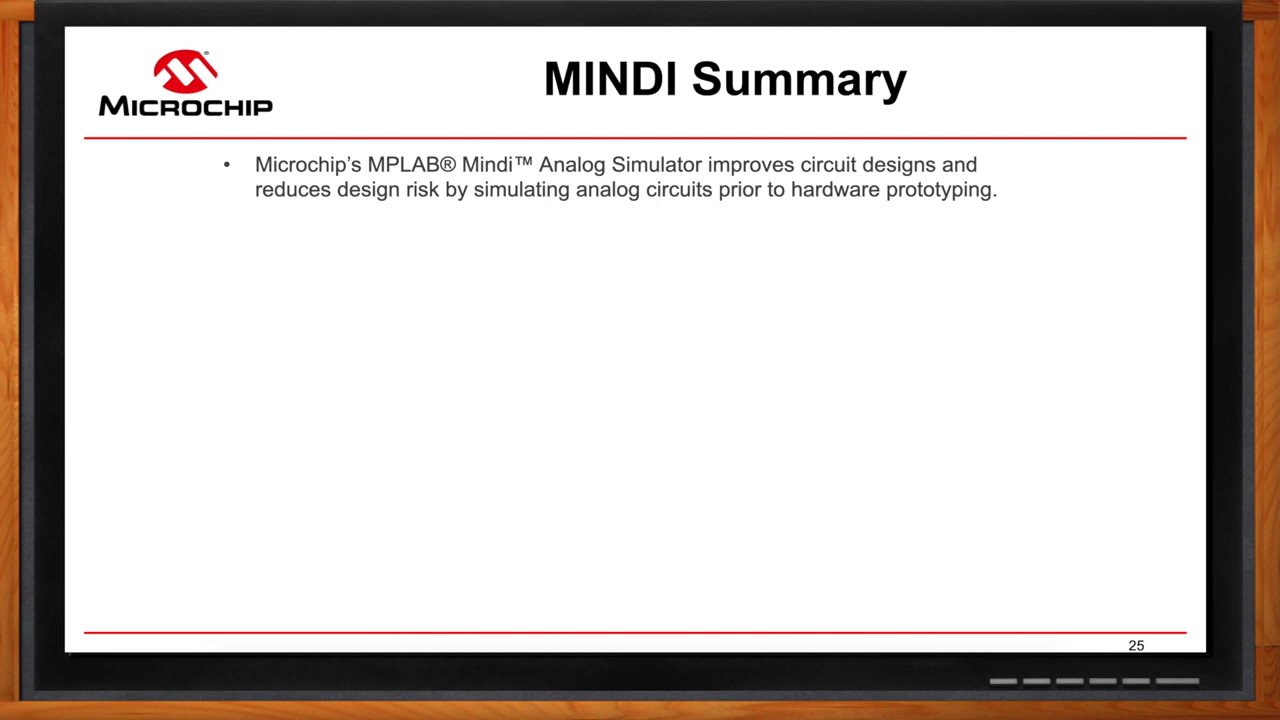 MICROCHIP
MINDI Summary
• Microchip’s MPLAB® Mindi™ Analog Simulator improves circuit designs and
reduces design risk by simulating analog circuits prior to hardware prototyping.
25